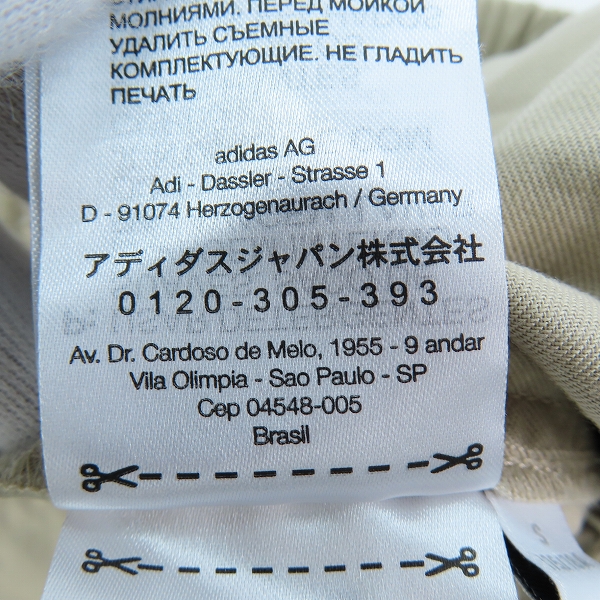 МОЛНИЯМИ. ПЕРЕД МОЙКОЙ
УДАЛИТЬ СЪЕМНЫЕ
КОМПЛЕКТУЮЩИЕ. НЕ ГЛАДИТЬ
ПЕЧАТЬ
adidas AG
Adi - Dassler - Strasse 1
D - 91074 Herzogenaurach / Germany
アディダスジャパン株式会社
0120-305-393
Av. Dr. Cardoso de Melo, 1955 - 9 andar
Vila Olimpia - Sao Paulo - SP
Cep 04548-005
Brasil